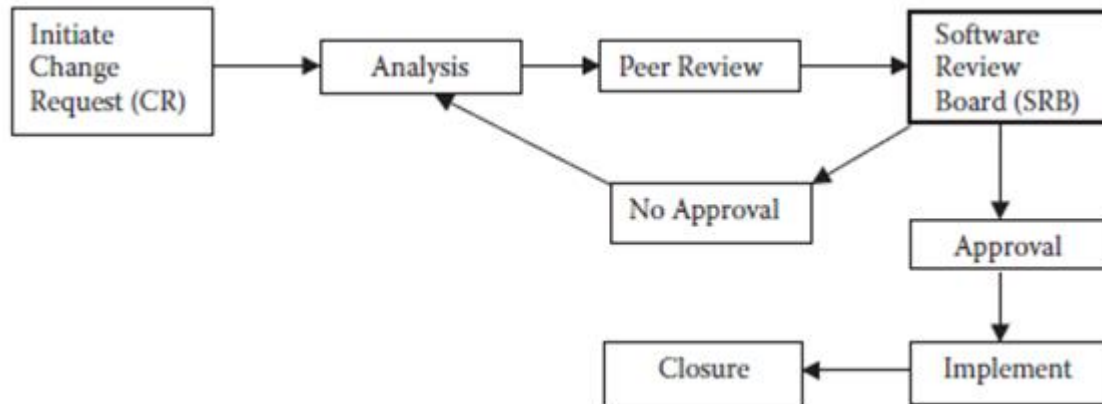 Initiate
Change
Request (CR)
Analysis
Peer Review
Software
Review
Board (SRB)
No Approval
Approval
Closure
Implement